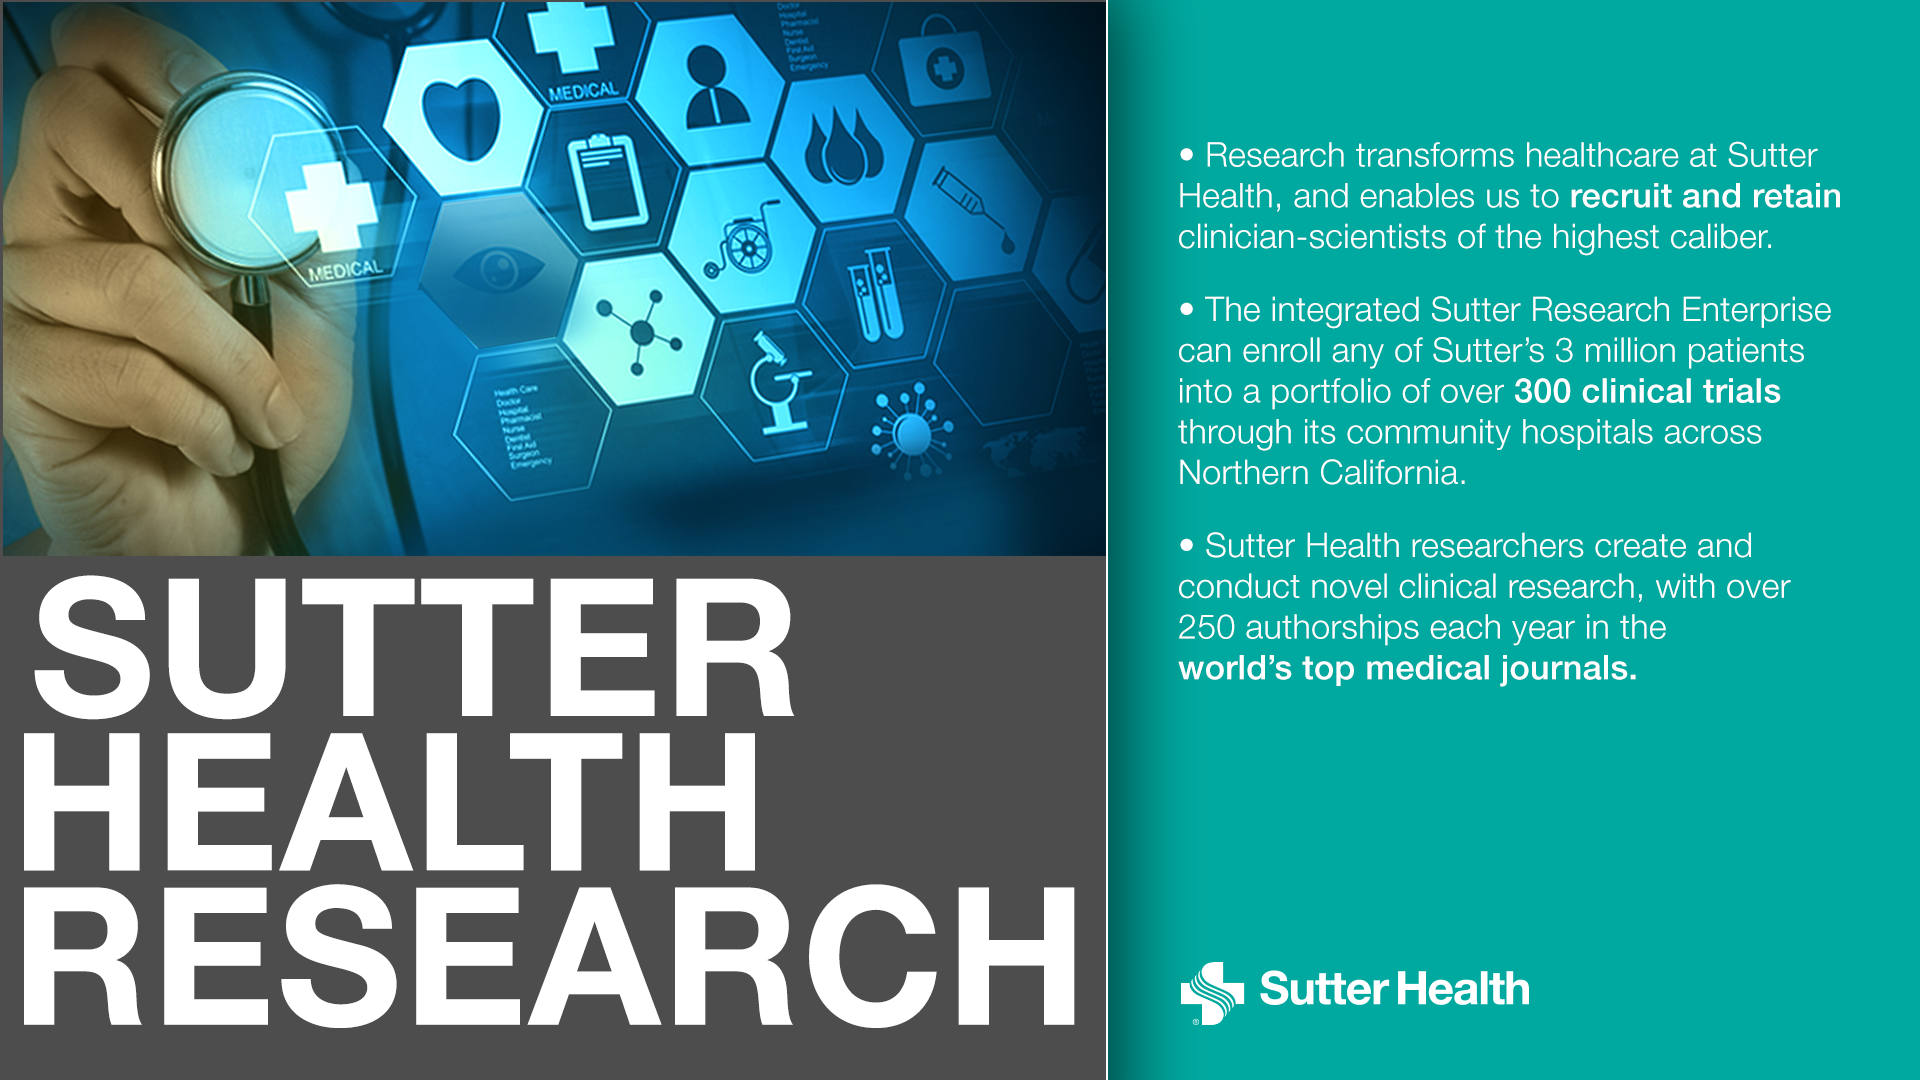 Doctor
Hospital
Pharmacist
Nurse
Dentist
First Aid
Surgeon
Emergency
MEDICAL
MEDICAL
Health Care
Doctor
Hospital
Pharmacist
Nurse
Dentist
First Aid
Surgeon
Emergency
SUTTER
HEALTH
RESEARCH
• Research transforms healthcare at Sutter
Health, and enables us to recruit and retain
clinician-scientists of the highest caliber.
• The integrated Sutter Research Enterprise
can enroll any of Sutter’s 3 million patients
into a portfolio of over 300 clinical trials
through its community hospitals across
Northern California.
• Sutter Health researchers create and
conduct novel clinical research, with over
250 authorships each year in the
world’s top medical journals.
Sutter Health
®